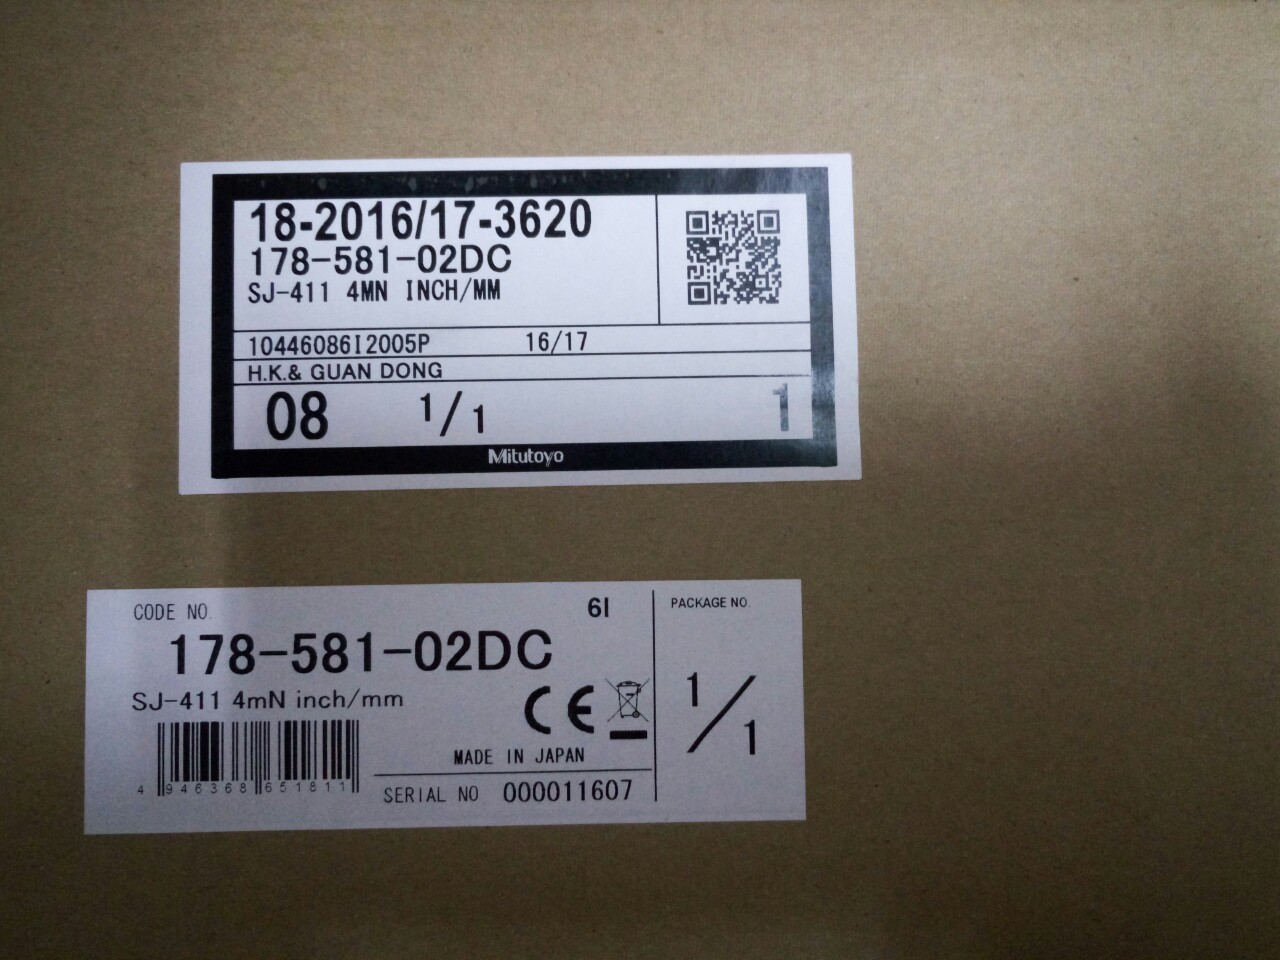 18-2016/17-3620
178-581-02DC
SJ-411 4MN INCH/MM
10446086I2005P 16/17
H.K.& GUAN DONG
08 1/1 1
Mitutoyo
CODE NO. 6I
178-581-02DC
SJ-411 4mN inch/mm
CE
MADE IN JAPAN
4 946368 651811
SERIAL NO 000011607
PACKAGE NO.
1/1